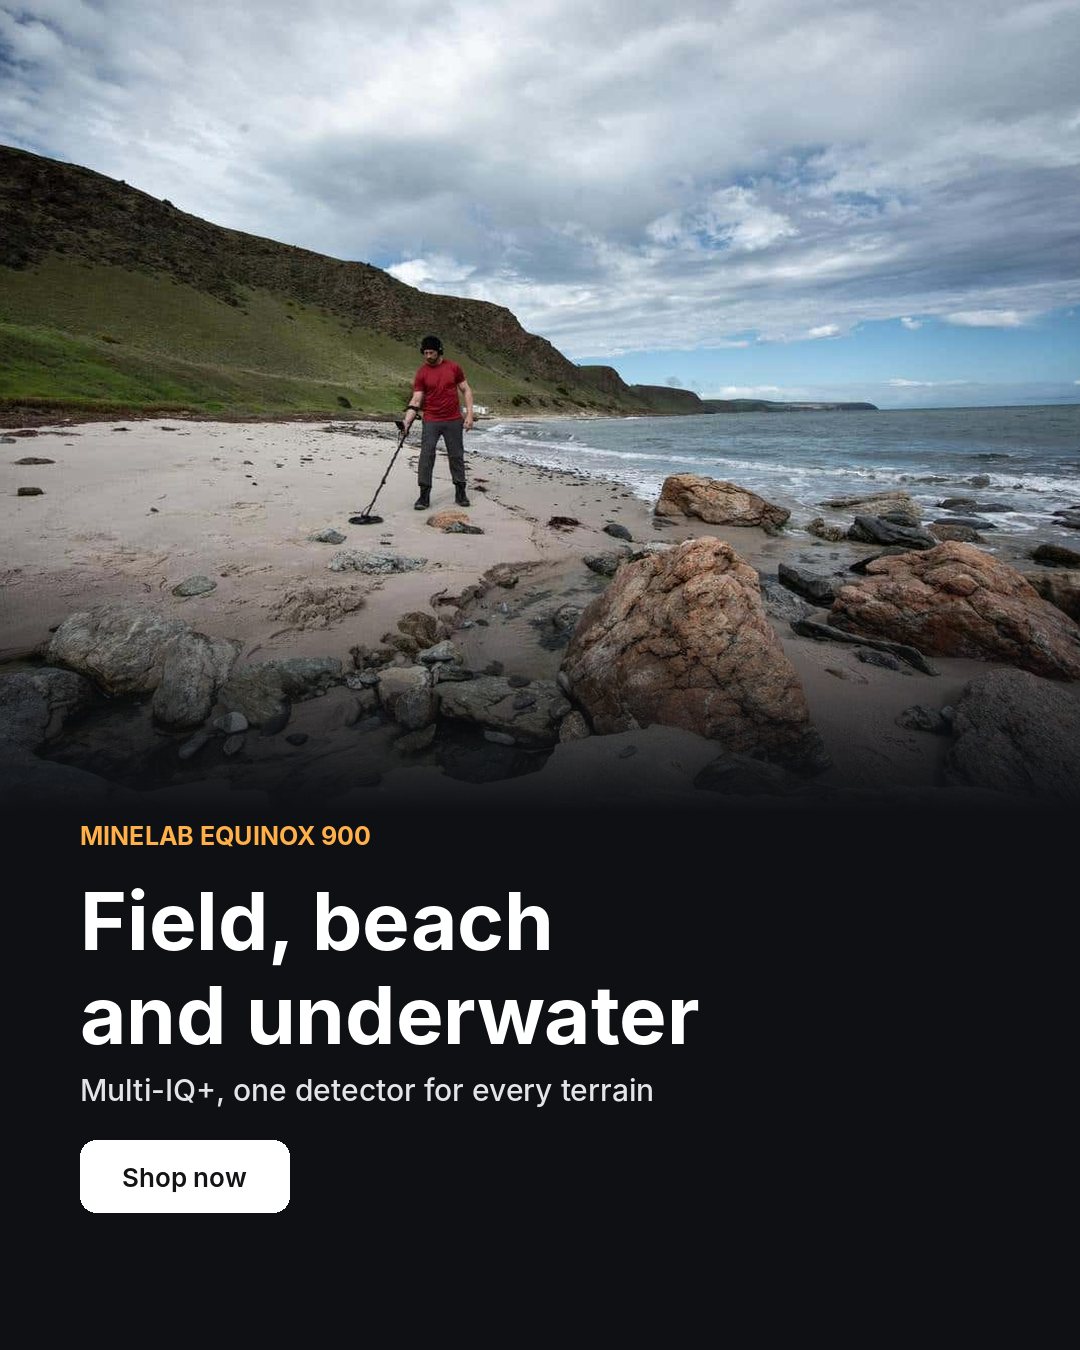 MINELAB EQUINOX 900
Field, beach
and underwater
Multi-IQ+, one detector for every terrain
Shop now